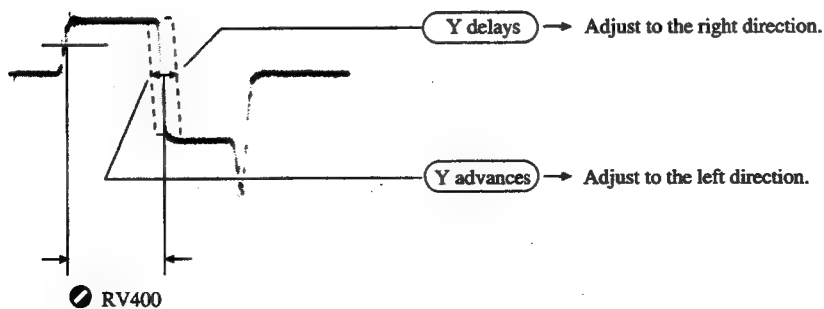 Y delays Adjust to the right direction.
Y advances Adjust to the left direction.
RV400